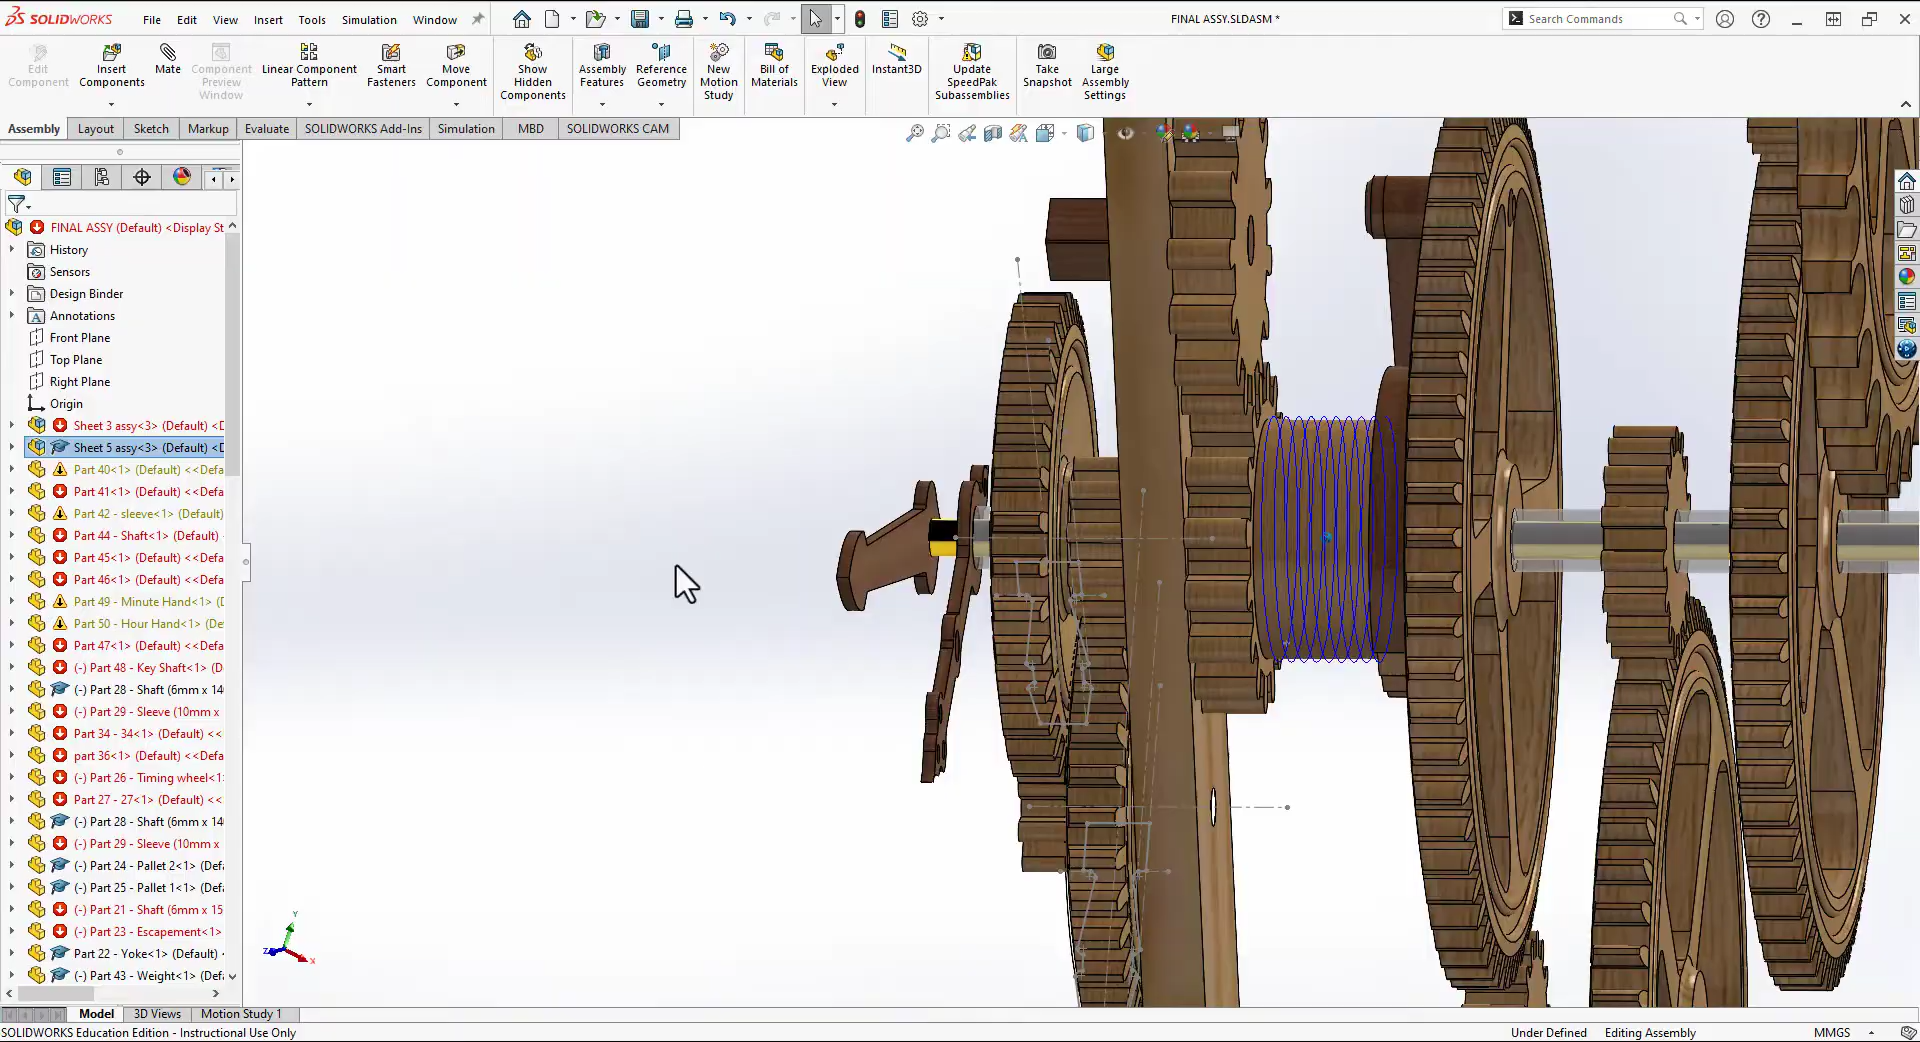 SOLIDWORKS File Edit View Insert Tools Simulation Window FINAL ASSY.SLDASM * Search Commands
Edit Component
Insert Components
Mate
Component Preview Window
Linear Component Pattern
Smart Fasteners
Move Component
Show Hidden Components
Assembly Features
Reference Geometry
New Motion Study
Bill of Materials
Exploded View
Instant3D
Update SpeedPak Subassemblies
Take Snapshot
Large Assembly Settings
Assembly Layout Sketch Markup Evaluate SOLIDWORKS Add-Ins Simulation MBD SOLIDWORKS CAM
FINAL ASSY (Default) <Display St
History
Sensors
Design Binder
Annotations
Front Plane
Top Plane
Right Plane
Origin
Sheet 3 assy<3> (Default) <D
Sheet 5 assy<3> (Default) <D
Part 40<1> (Default) <<Defa
Part 41<1> (Default) <<Defa
Part 42 - sleeve<1> (Default)
Part 44 - Shaft<1> (Default)
Part 45<1> (Default) <<Defa
Part 46<1> (Default) <<Defa
Part 49 - Minute Hand<1> (D
Part 50 - Hour Hand<1> (De
Part 47<1> (Default) <<Defa
(-) Part 48 - Key Shaft<1> (D
(-) Part 28 - Shaft (6mm x 14
(-) Part 29 - Sleeve (10mm x
(-) Part 34 - 34<1> (Default) <<
part 36<1> (Default) <<Defa
(-) Part 26 - Timing wheel<1>
Part 27 - 27<1> (Default) <<
(-) Part 28 - Shaft (6mm x 14
(-) Part 29 - Sleeve (10mm x
(-) Part 24 - Pallet 2<1> (Defa
(-) Part 25 - Pallet 1<1> (Defa
(-) Part 21 - Shaft (6mm x 15
(-) Part 23 - Escapement<1>
Part 22 - Yoke<1> (Default)
(-) Part 43 - Weight<1> (Defa
Y
Z
X
Model 3D Views Motion Study 1
SOLIDWORKS Education Edition - Instructional Use Only Under Defined Editing Assembly MMGS